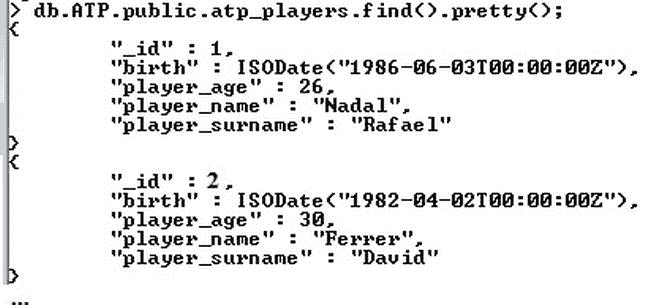 > db.ATP.public.atp_players.find().pretty();
{
"_id" : 1,
"birth" : ISODate("1986-06-03T00:00:00Z"),
"player_age" : 26,
"player_name" : "Nadal",
"player_surname" : "Rafael"
}
{
"_id" : 2,
"birth" : ISODate("1982-04-02T00:00:00Z"),
"player_age" : 30,
"player_name" : "Ferrer",
"player_surname" : "David"
}
...